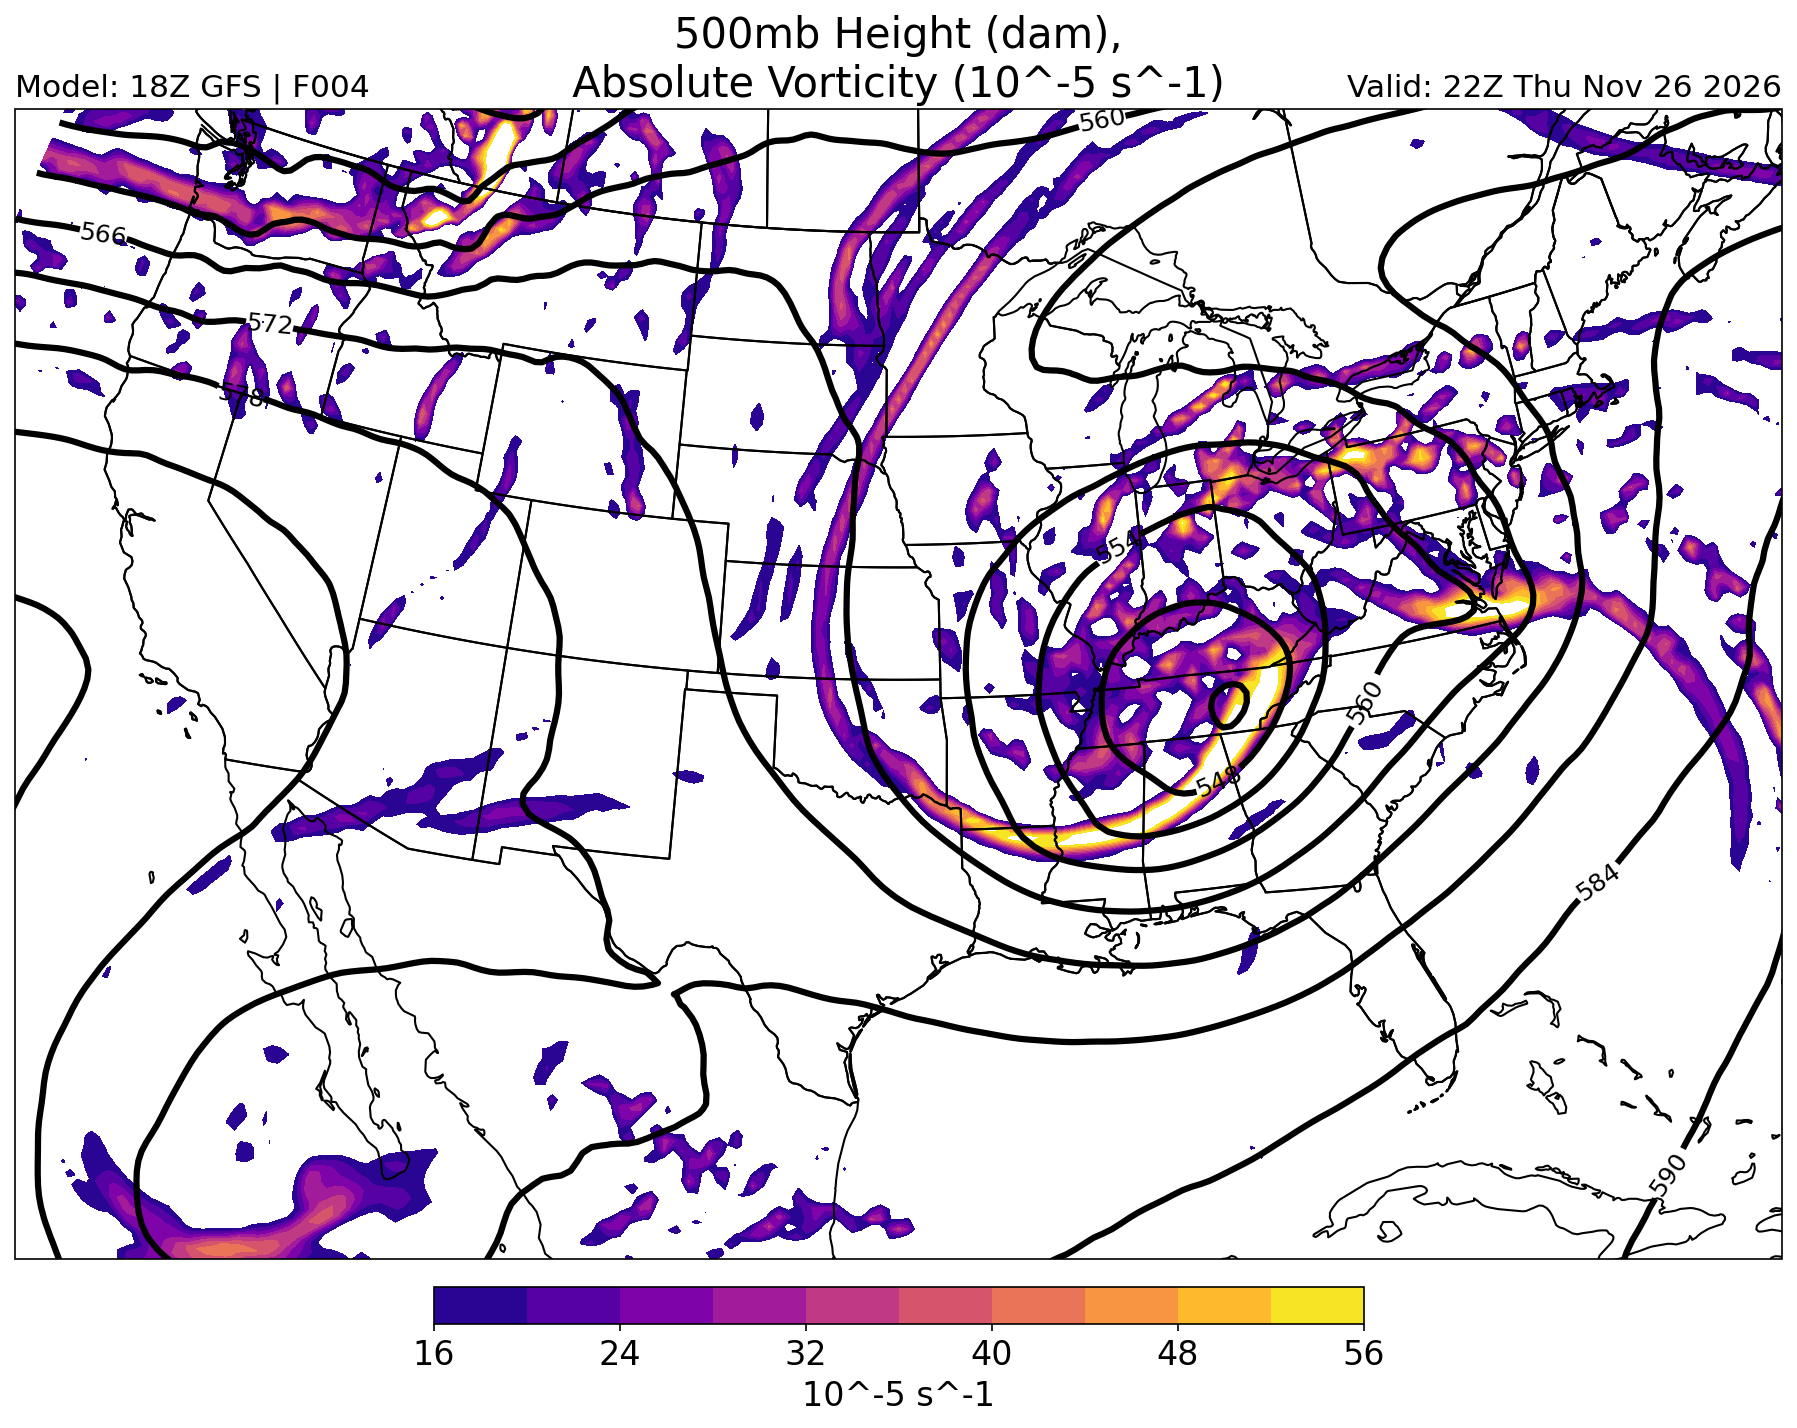 500mb Height (dam),
Model: 18Z GFS | F004
Absolute Vorticity (10^-5 s^-1)
Valid: 22Z Thu Nov 26 2026
560
566
572
578
554
560
548
584
590
16 24 32 40 48 56
10^-5 s^-1